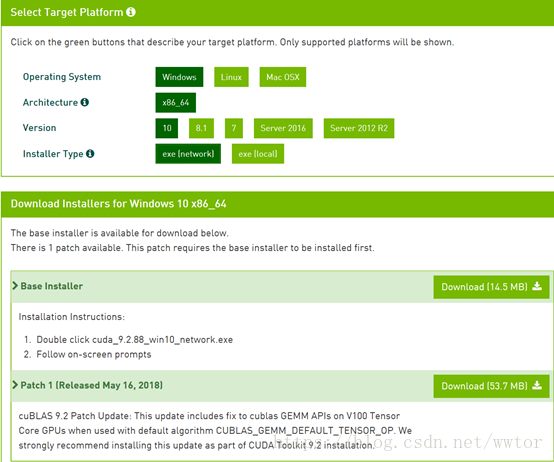 Select Target Platform
Click on the green buttons that describe your target platform. Only supported platforms will be shown.
Operating System Windows Linux Mac OSX
Architecture x86_64
Version 10 8.1 7 Server 2016 Server 2012 R2
Installer Type exe (network) exe (local)
Download Installers for Windows 10 x86_64
The base installer is available for download below.
There is 1 patch available. This patch requires the base installer to be installed first.
Base Installer Download (14.5 MB)
Installation Instructions:
1. Double click cuda_9.2.88_win10_network.exe
2. Follow on-screen prompts
Patch 1 (Released May 16, 2018) Download (53.7 MB)
cuBLAS 9.2 Patch Update: This update includes fix to cublas GEMM APIs on V100 Tensor
Core GPUs when used with default algorithm CUBLAS_GEMM_DEFAULT_TENSOR_OP. We
strongly recommend installing this update as part of CUDA Toolkit 9.2 installation.
https://blog.csdn.net/wwtor